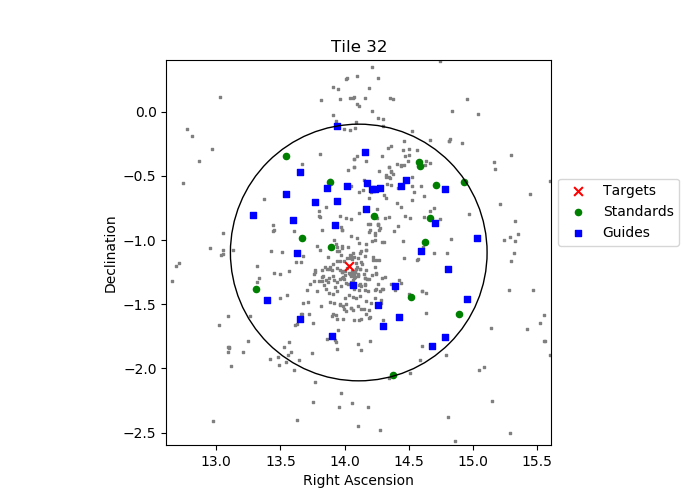 Tile 32
0.0
−0.5
−1.0
−1.5
−2.0
−2.5
Declination
13.0 13.5 14.0 14.5 15.0 15.5
Right Ascension
Targets
Standards
Guides